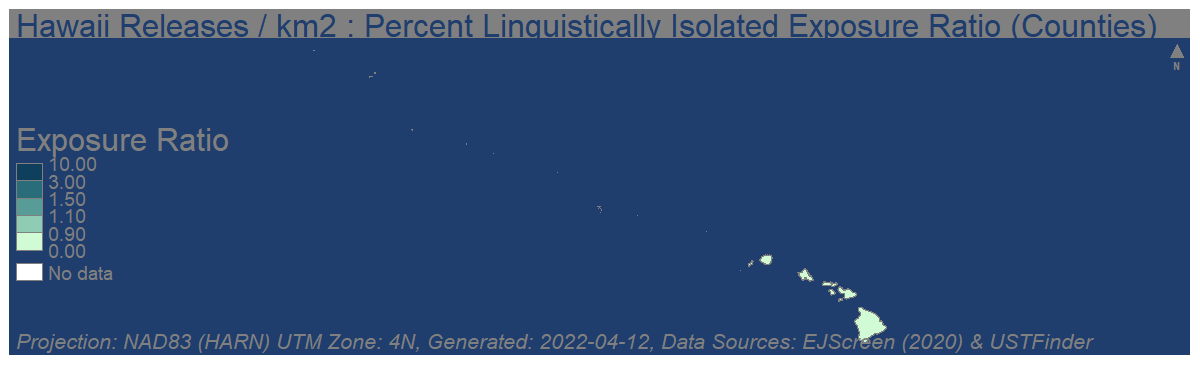 Hawaii Releases / km2 : Percent Linguistically Isolated Exposure Ratio (Counties)
N
Exposure Ratio
10.00
3.00
1.50
1.10
0.90
0.00
No data
Projection: NAD83 (HARN) UTM Zone: 4N, Generated: 2022-04-12, Data Sources: EJScreen (2020) & USTFinder